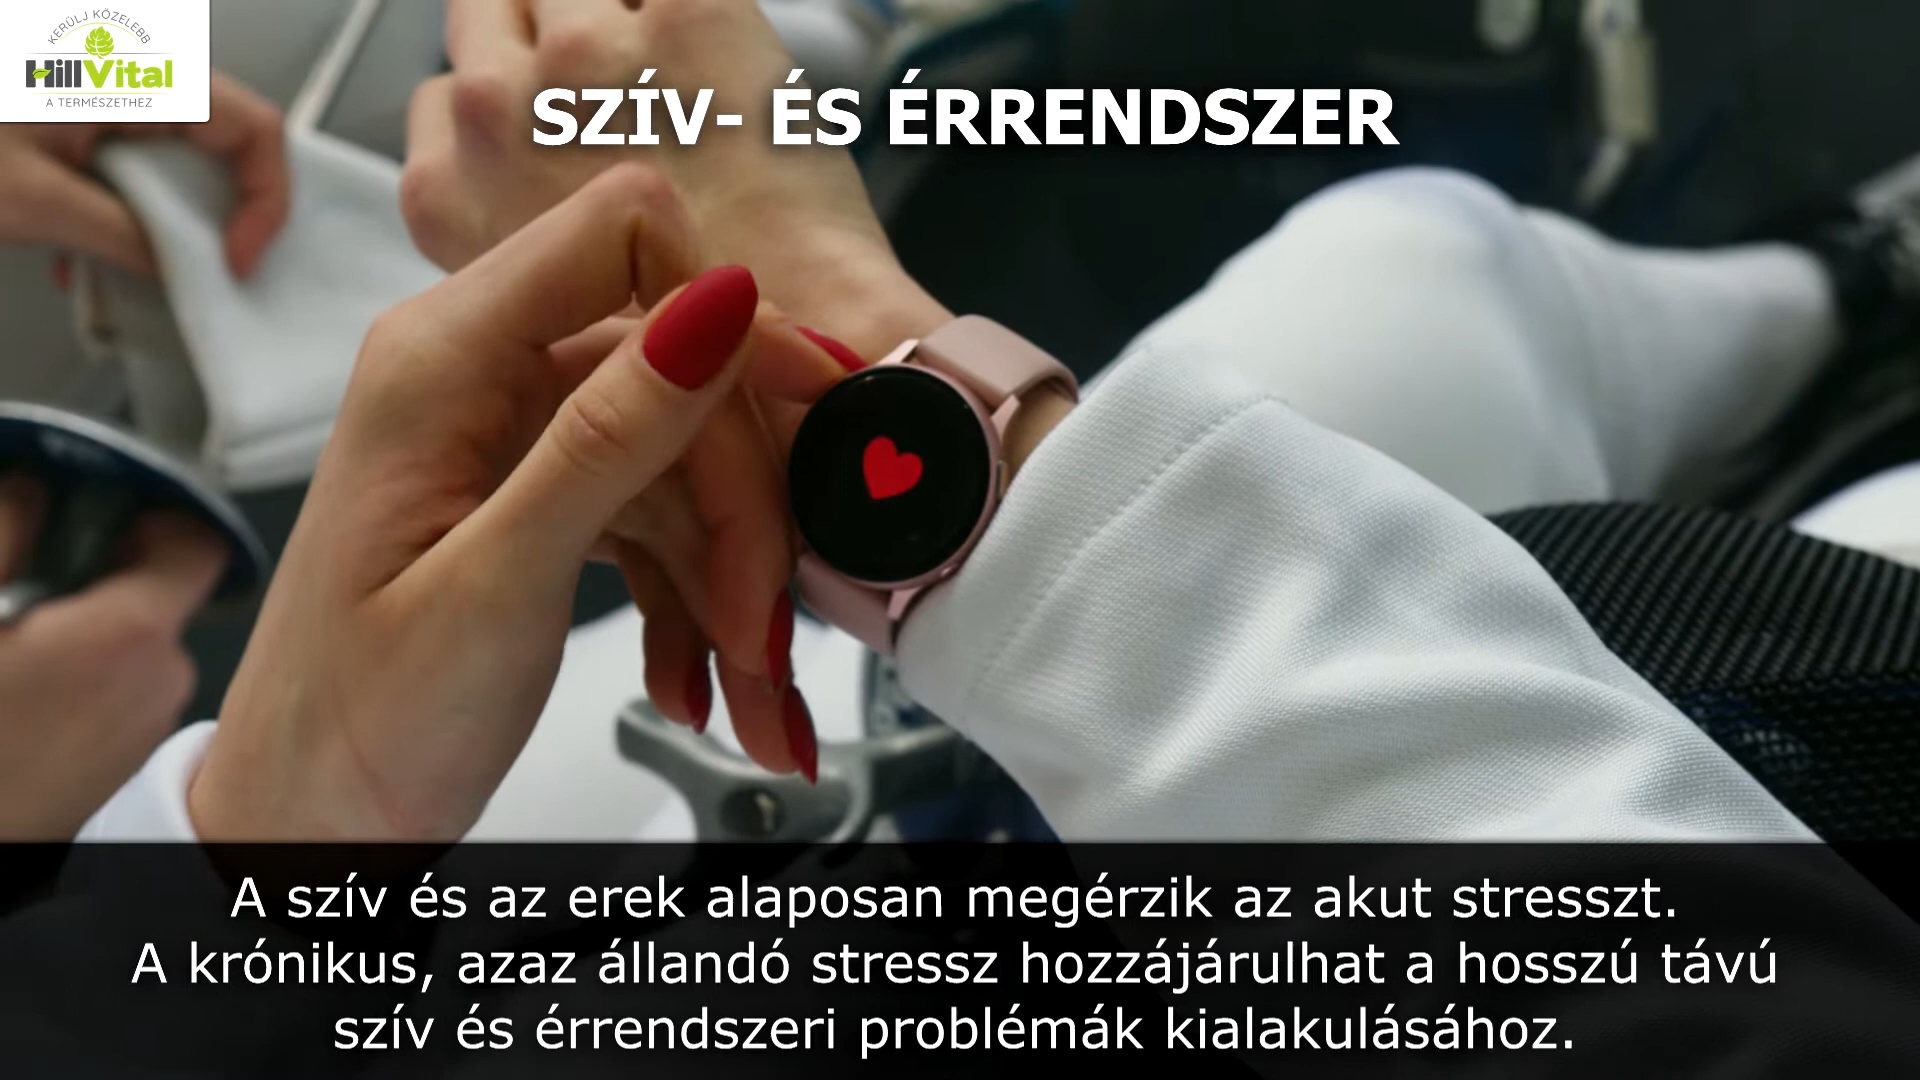 KERÜLJ KÖZELEBB
HillVital
A TERMÉSZETHEZ
SZÍV- ÉS ÉRRENDSZER
A szív és az erek alaposan megérzik az akut stresszt.
A krónikus, azaz állandó stressz hozzájárulhat a hosszú távú
szív és érrendszeri problémák kialakulásához.